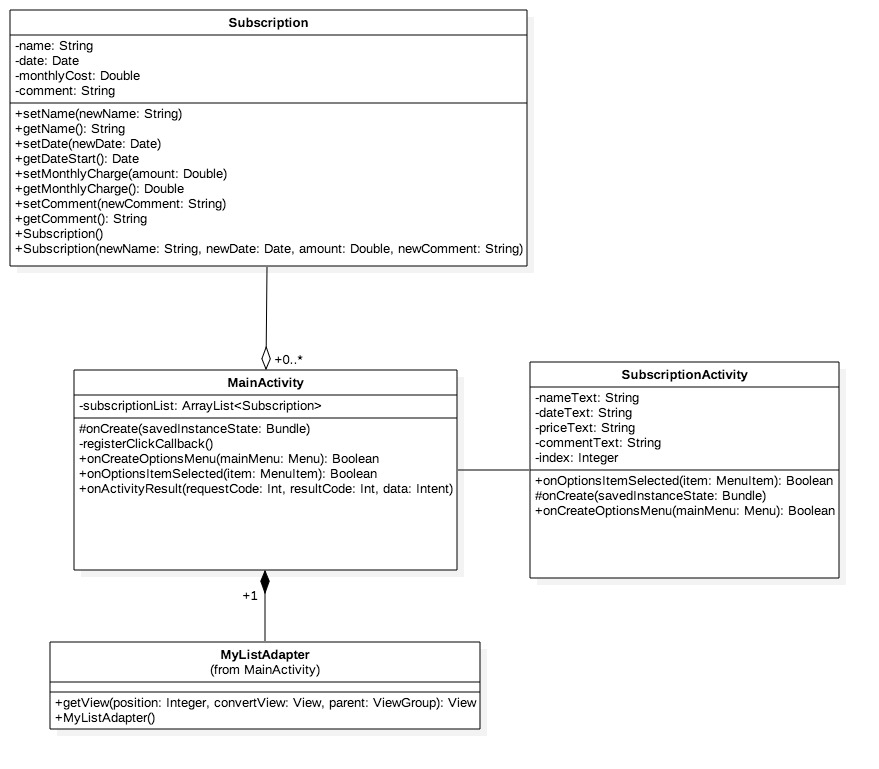 Subscription
-name: String
-date: Date
-monthlyCost: Double
-comment: String
+setName(newName: String)
+getName(): String
+setDate(newDate: Date)
+getDateStart(): Date
+setMonthlyCharge(amount: Double)
+getMonthlyCharge(): Double
+setComment(newComment: String)
+getComment(): String
+Subscription()
+Subscription(newName: String, newDate: Date, amount: Double, newComment: String)
+0..*
MainActivity
-subscriptionList: ArrayList<Subscription>
#onCreate(savedInstanceState: Bundle)
-registerClickCallback()
+onCreateOptionsMenu(mainMenu: Menu): Boolean
+onOptionsItemSelected(item: MenuItem): Boolean
+onActivityResult(requestCode: Int, resultCode: Int, data: Intent)
SubscriptionActivity
-nameText: String
-dateText: String
-priceText: String
-commentText: String
-index: Integer
+onOptionsItemSelected(item: MenuItem): Boolean
#onCreate(savedInstanceState: Bundle)
+onCreateOptionsMenu(mainMenu: Menu): Boolean
+1
MyListAdapter
(from MainActivity)
+getView(position: Integer, convertView: View, parent: ViewGroup): View
+MyListAdapter()